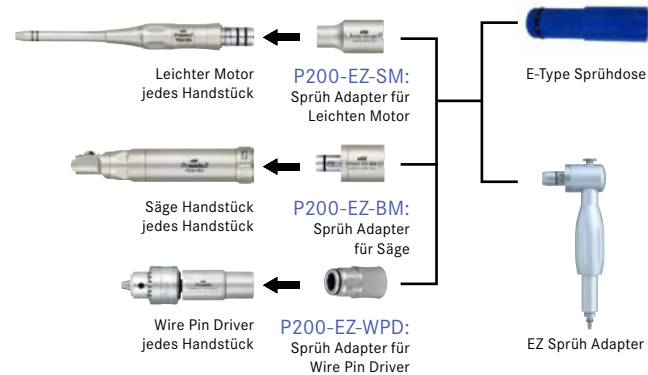 Leichter Motor
jedes Handstück
P200-EZ-SM:
Sprüh Adapter für
Leichten Motor
E-Type Sprühdose
Säge Handstück
jedes Handstück
P200-EZ-BM:
Sprüh Adapter
für Säge
Wire Pin Driver
jedes Handstück
P200-EZ-WPD:
Sprüh Adapter für
Wire Pin Driver
EZ Sprüh Adapter